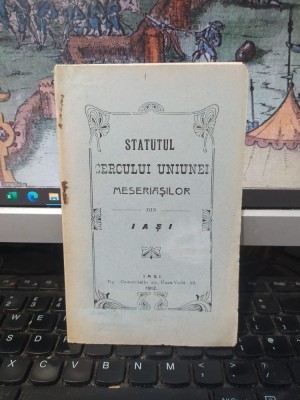 STATUTUL
CERCULUI UNIUNEI
MESERIAŞILOR
DIN
IAŞI
IAŞI
1912.